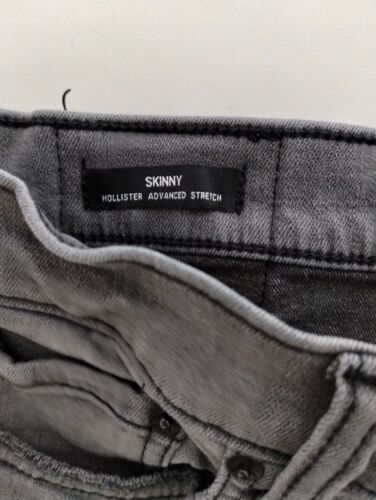 SKINNY
HOLLISTER ADVANCED STRETCH